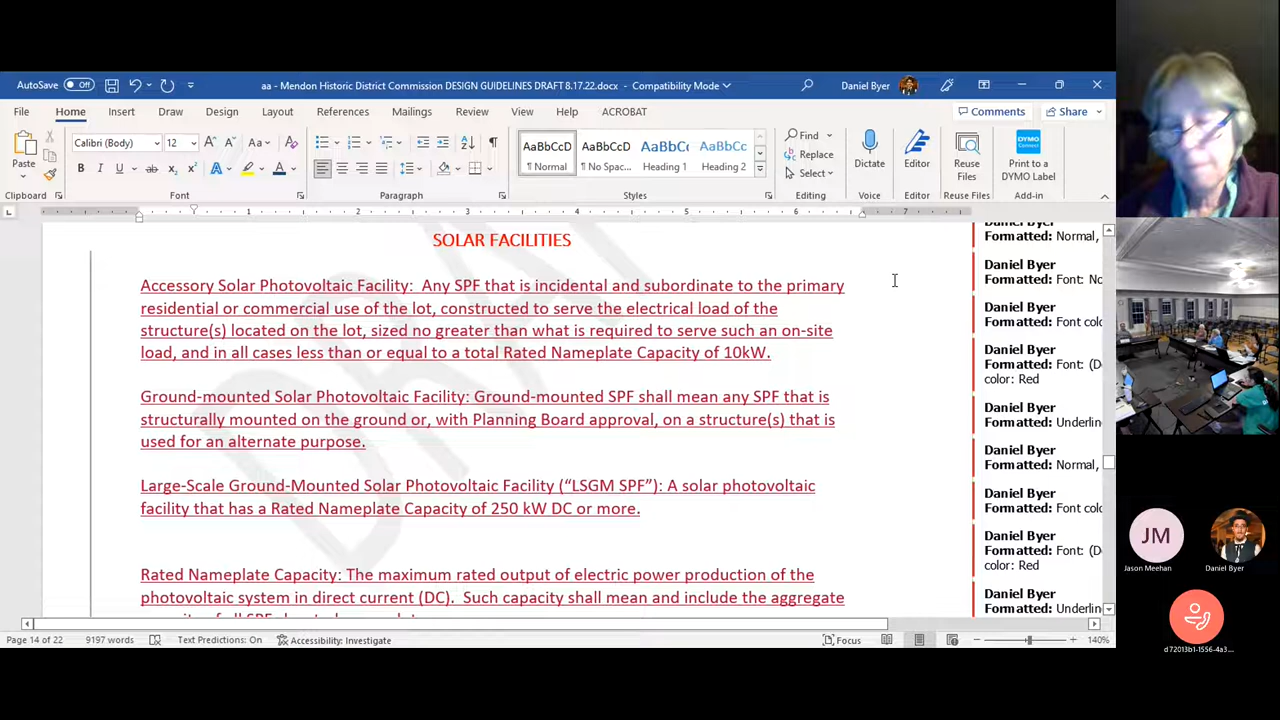 AutoSave Off
aa - Mendon Historic District Commission DESIGN GUIDELINES DRAFT 8.17.22.docx - Compatibility Mode
Daniel Byer
File Home Insert Draw Design Layout References Mailings Review View Help ACROBAT
Comments Share
Paste
Calibri (Body) 12
AaBbCcD AaBbCcD AaBbCc AaBbCc
Normal No Spac... Heading 1 Heading 2
Find
Replace
Select
Dictate
Editor
Reuse Files
Print to a DYMO Label
Clipboard Font Paragraph Styles Editing Voice Editor Reuse Files Add-in
1 2 3 4 5 6 7
SOLAR FACILITIES
Accessory Solar Photovoltaic Facility: Any SPF that is incidental and subordinate to the primary
residential or commercial use of the lot, constructed to serve the electrical load of the
structure(s) located on the lot, sized no greater than what is required to serve such an on-site
load, and in all cases less than or equal to a total Rated Nameplate Capacity of 10kW.
Ground-mounted Solar Photovoltaic Facility: Ground-mounted SPF shall mean any SPF that is
structurally mounted on the ground or, with Planning Board approval, on a structure(s) that is
used for an alternate purpose.
Large-Scale Ground-Mounted Solar Photovoltaic Facility (“LSGM SPF”): A solar photovoltaic
facility that has a Rated Nameplate Capacity of 250 kW DC or more.
Rated Nameplate Capacity: The maximum rated output of electric power production of the
photovoltaic system in direct current (DC). Such capacity shall mean and include the aggregate
DRAFT
Daniel Byer
Formatted: Normal,
Daniel Byer
Formatted: Font: No
Daniel Byer
Formatted: Font colo
Daniel Byer
Formatted: Font: (D
color: Red
Daniel Byer
Formatted: Underlin
Daniel Byer
Formatted: Normal,
Daniel Byer
Formatted: Font colo
Daniel Byer
Formatted: Font: (D
color: Red
Daniel Byer
Formatted: Underlin
Page 14 of 22 9197 words Text Predictions: On Accessibility: Investigate Focus 140%
JM
Jason Meehan
Daniel Byer
d72013b1-1556-4a3...